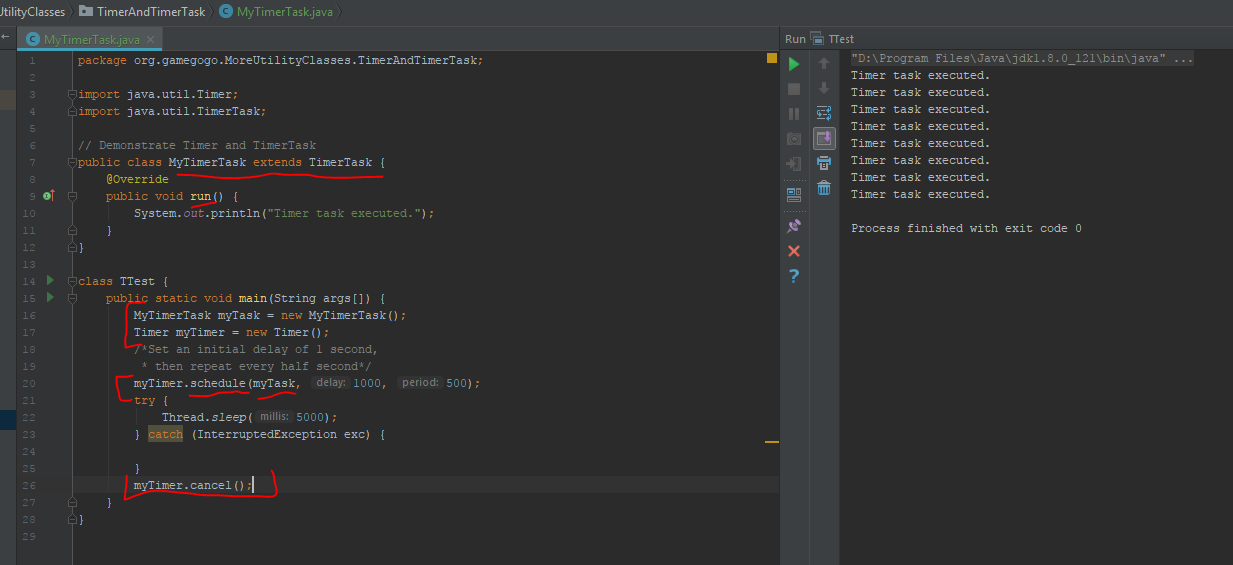 UtilityClasses TimerAndTimerTask MyTimerTask.java
MyTimerTask.java
Run TTest
1 package org.gamegogo.MoreUtilityClasses.TimerAndTimerTask;
2
3 import java.util.Timer;
4 import java.util.TimerTask;
5
6 // Demonstrate Timer and TimerTask
7 public class MyTimerTask extends TimerTask {
8 @Override
9 public void run() {
10 System.out.println("Timer task executed.");
11 }
12 }
13
14 class TTest {
15 public static void main(String args[]) {
16 MyTimerTask myTask = new MyTimerTask();
17 Timer myTimer = new Timer();
18 /*Set an initial delay of 1 second,
19 * then repeat every half second*/
20 myTimer.schedule(myTask, delay: 1000, period: 500);
21 try {
22 Thread.sleep( millis: 5000);
23 } catch (InterruptedException exc) {
24
25 }
26 myTimer.cancel();
27 }
28 }
29
"D:\Program Files\Java\jdk1.8.0_121\bin\java" ...
Timer task executed.
Timer task executed.
Timer task executed.
Timer task executed.
Timer task executed.
Timer task executed.
Timer task executed.
Timer task executed.
Process finished with exit code 0